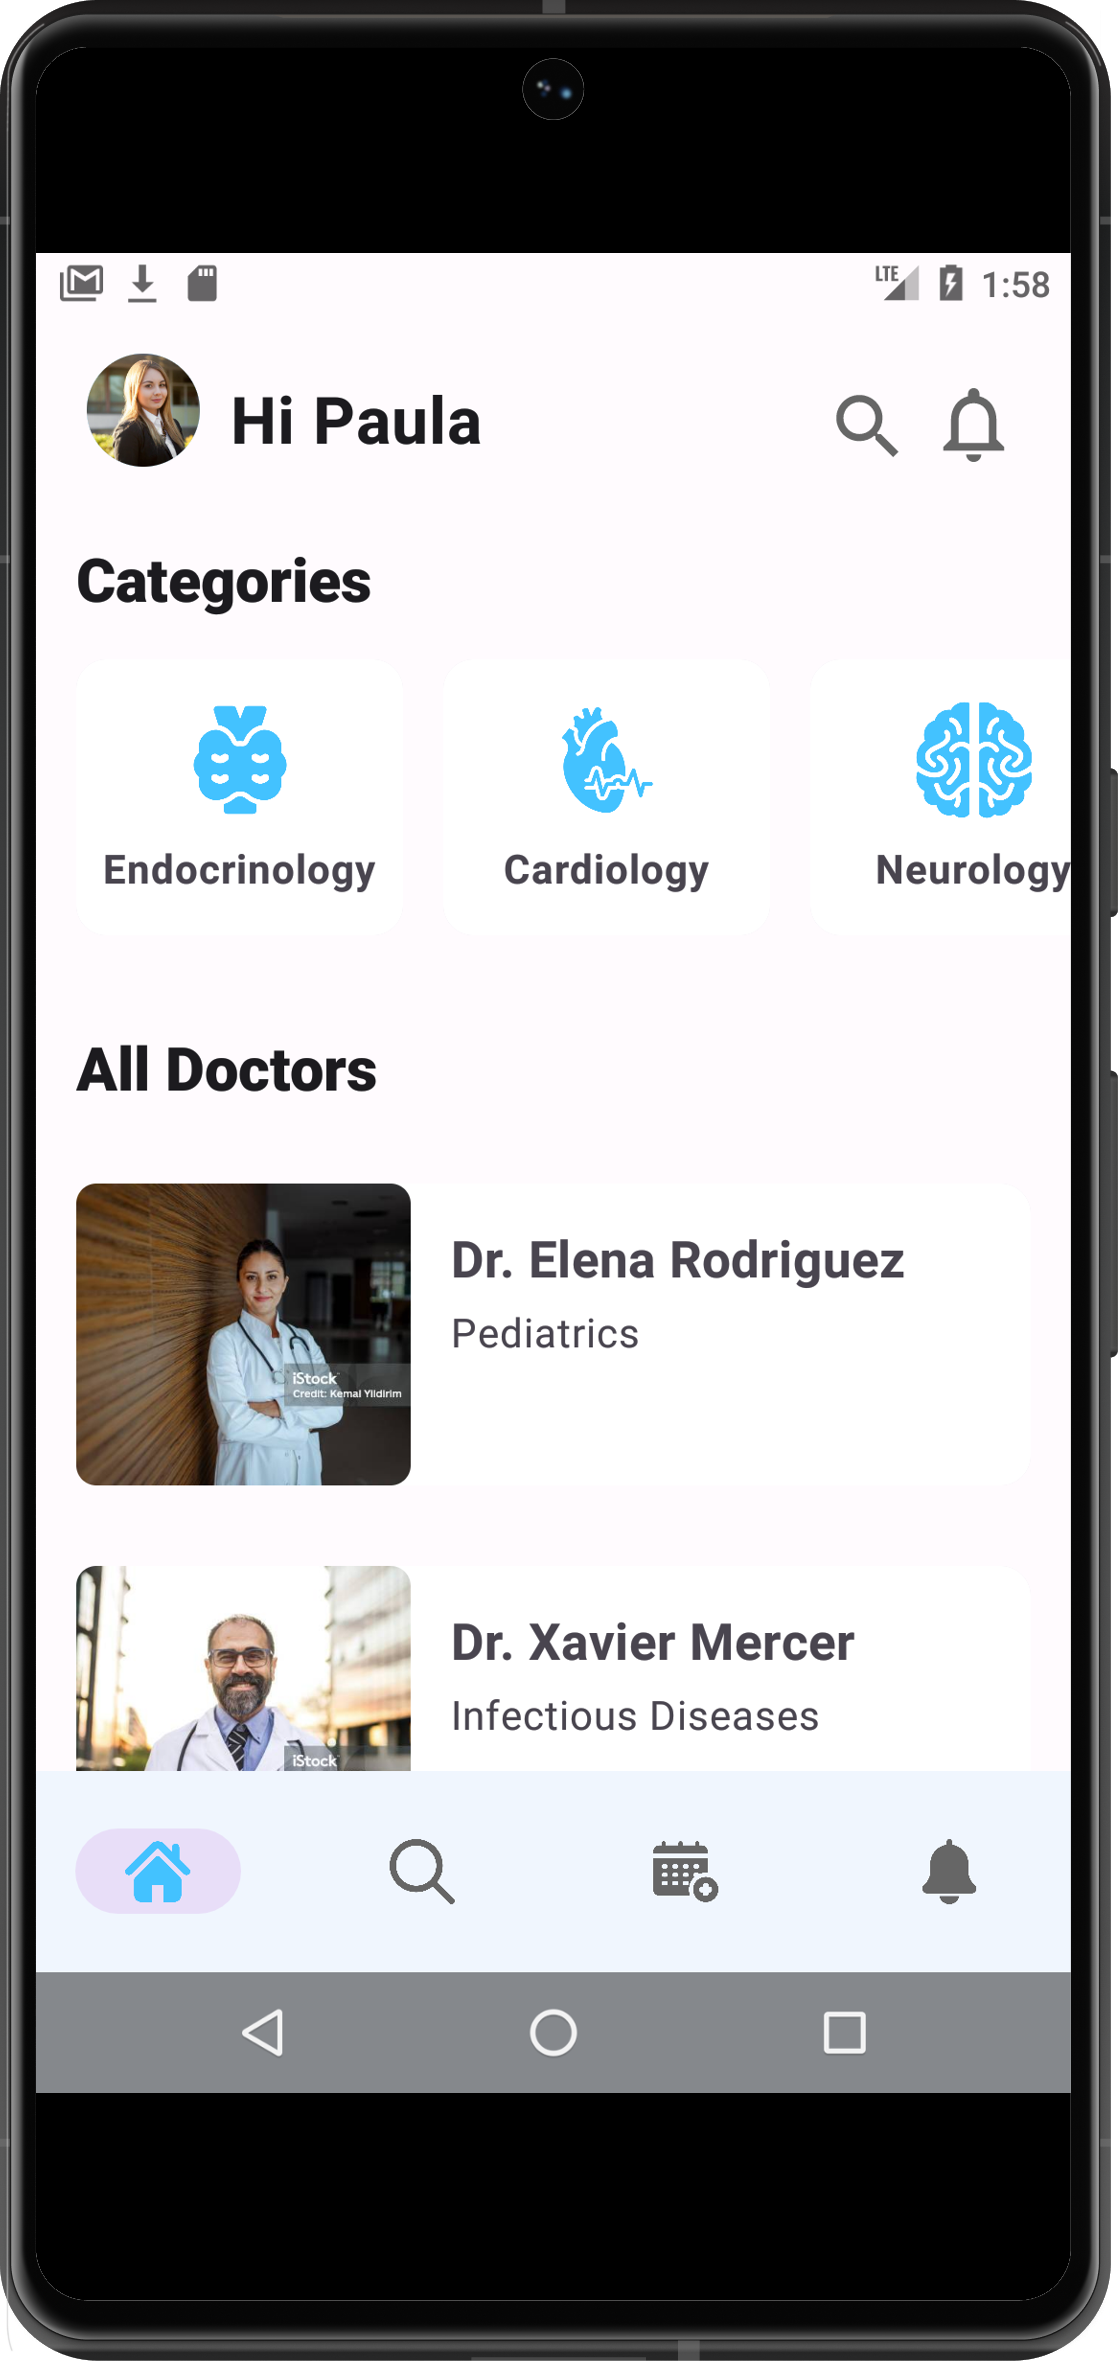 LTE 1:58
Hi Paula
Categories
Endocrinology
Cardiology
Neurology
All Doctors
Dr. Elena Rodriguez
Pediatrics
iStock
Credit: Kemal Yildirim
Dr. Xavier Mercer
Infectious Diseases
iStock